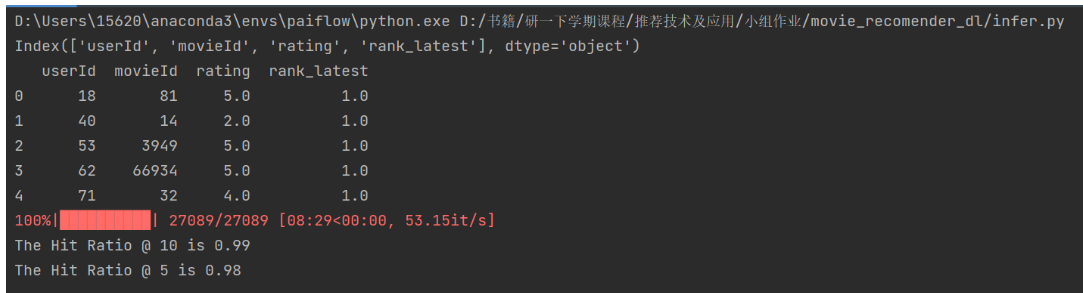 D:\Users\15620\anaconda3\envs\paiflow\python.exe D:/书籍/研一下学期课程/推荐技术及应用/小组作业/movie_recomender_dl/infer.py
Index(['userId', 'movieId', 'rating', 'rank_latest'], dtype='object')
   userId  movieId  rating  rank_latest
0      18       81     5.0          1.0
1      40       14     2.0          1.0
2      53     3949     5.0          1.0
3      62    66934     5.0          1.0
4      71       32     4.0          1.0
100%|██████████| 27089/27089 [08:29<00:00, 53.15it/s]
The Hit Ratio @ 10 is 0.99
The Hit Ratio @ 5 is 0.98